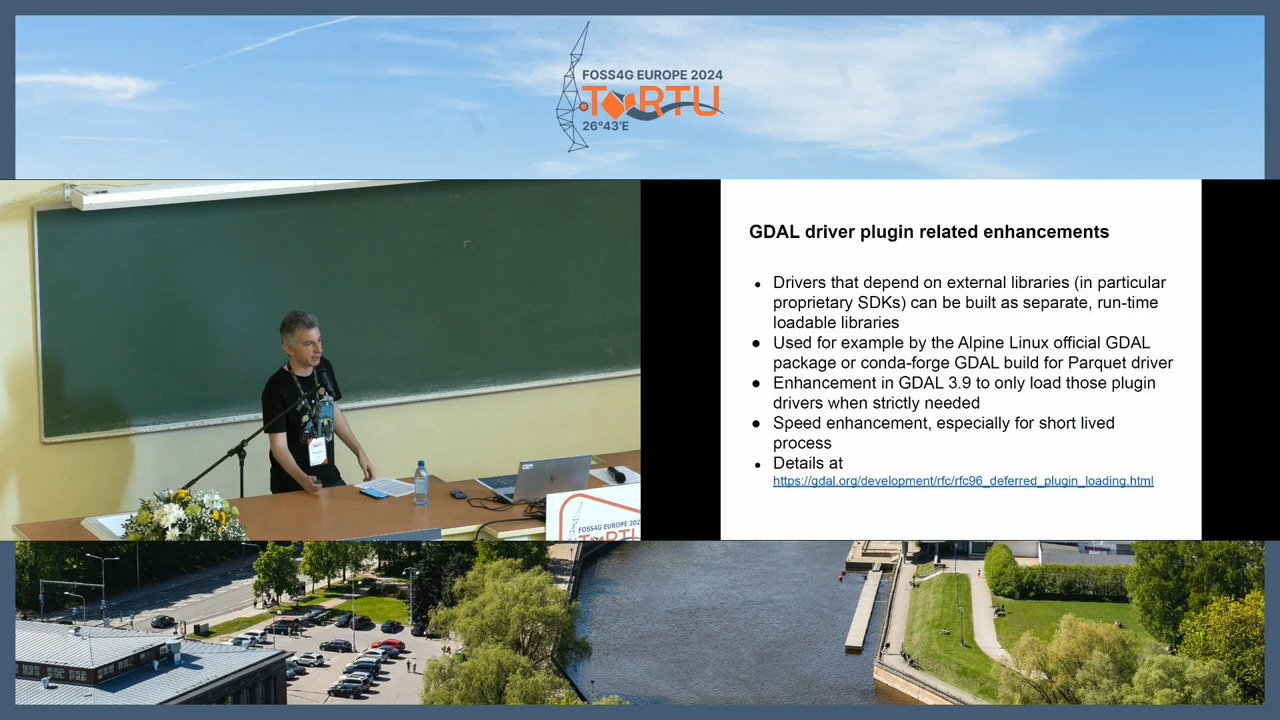 FOSS4G EUROPE 2024
TARTU
26°43'E
GDAL driver plugin related enhancements
• Drivers that depend on external libraries (in particular
proprietary SDKs) can be built as separate, run-time
loadable libraries
• Used for example by the Alpine Linux official GDAL
package or conda-forge GDAL build for Parquet driver
• Enhancement in GDAL 3.9 to only load those plugin
drivers when strictly needed
• Speed enhancement, especially for short lived
process
• Details at
https://gdal.org/development/rfc/rfc96_deferred_plugin_loading.html
FOSS4G EUROPE 202
TARTU